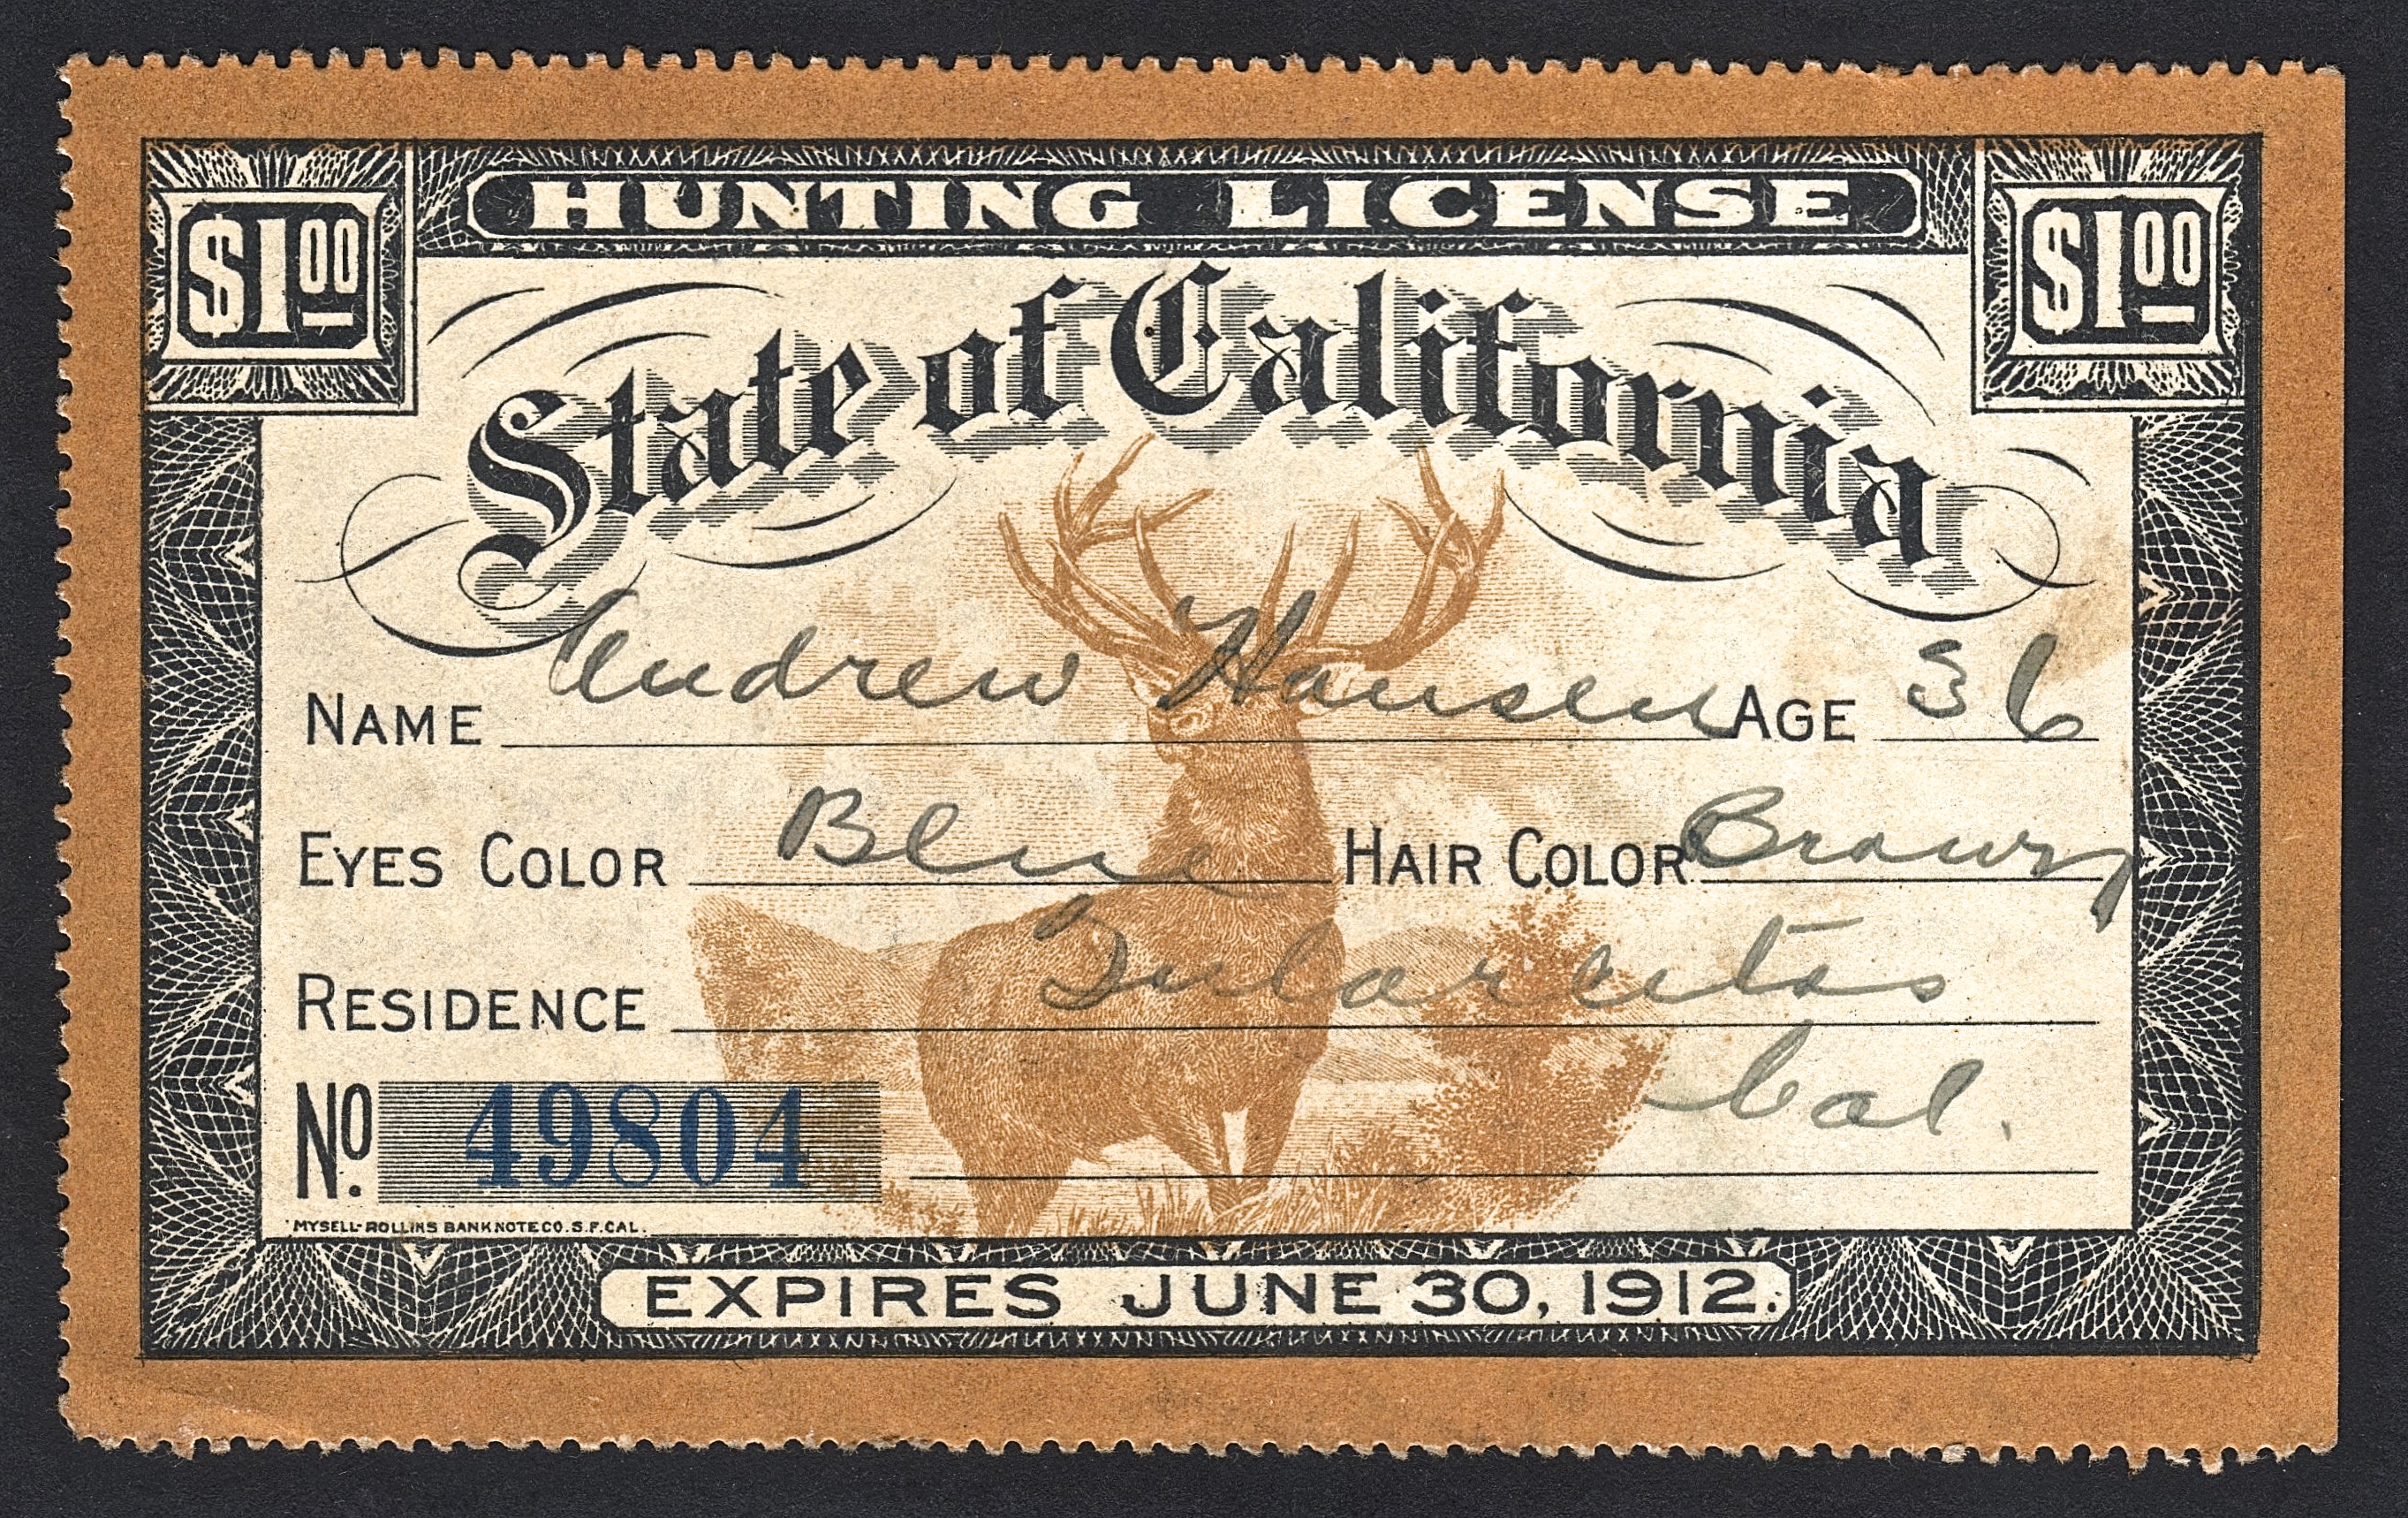 $1.00 HUNTING LICENSE $1.00
State of California
NAME Andrew Hansen AGE 36
EYES COLOR Blue HAIR COLOR Brown
RESIDENCE Tularcitos
Cal.
No. 49804
MYSELL-ROLLINS BANK NOTE CO. S. F. CAL.
EXPIRES JUNE 30, 1912.